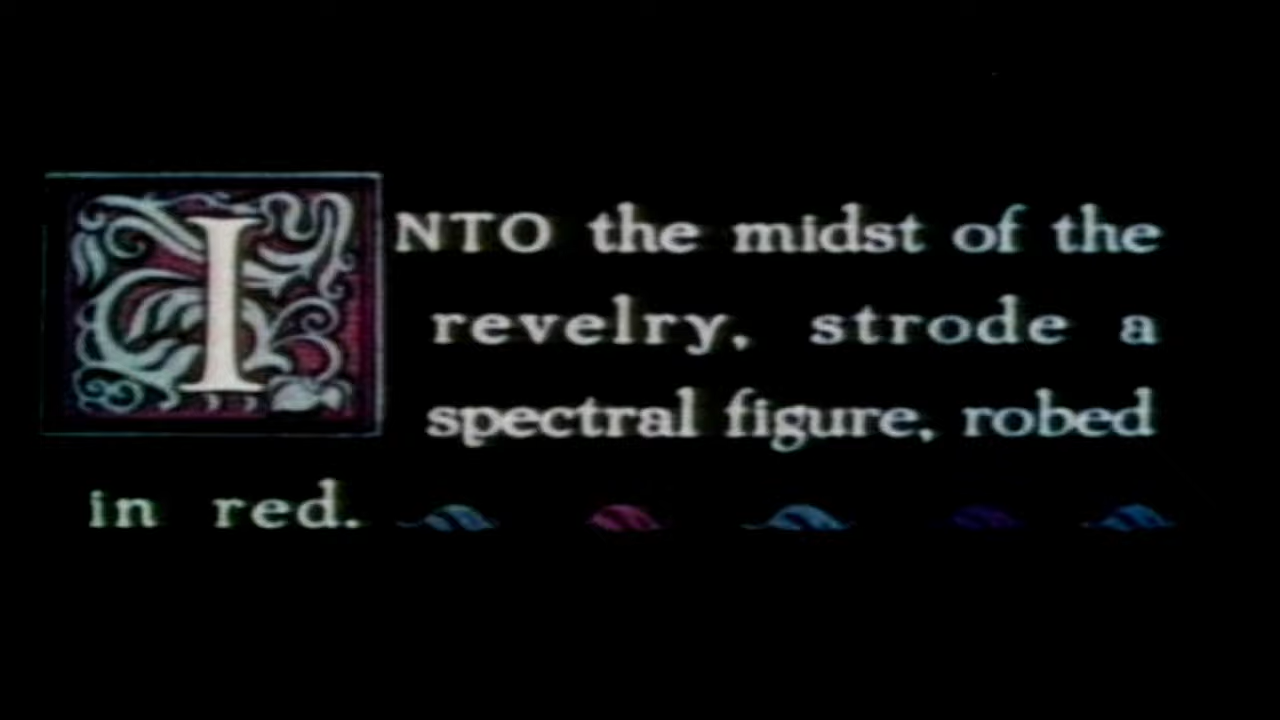 INTO the midst of the
revelry, strode a
spectral figure, robed
in red.